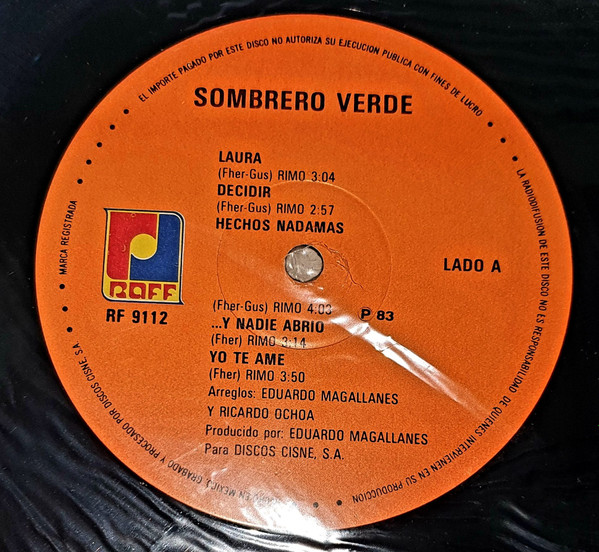 EL IMPORTE PAGADO POR ESTE DISCO NO AUTORIZA SU EJECUCION PUBLICA CON FINES DE LUCRO
SOMBRERO VERDE
LAURA
(Fher-Gus) RIMO 3:04
DECIDIR
(Fher-Gus) RIMO 2:57
HECHOS NADAMAS
LADO A
RAFF
RF 9112
(Fher-Gus) RIMO 4:03
P 83
...Y NADIE ABRIO
(Fher) RIMO 3:14
YO TE AME
(Fher) RIMO 3:50
Arreglos: EDUARDO MAGALLANES
Y RICARDO OCHOA
Producido por: EDUARDO MAGALLANES
Para DISCOS CISNE, S.A.
MARCA REGISTRADA
LA RADIODIFUSION DE ESTE DISCO NO ES RESPONSABILIDAD DE QUIENES INTERVIENEN EN SU PRODUCCION
EN MEXICO, GRABADO Y PROCESADO POR DISCOS CISNE, S.A.